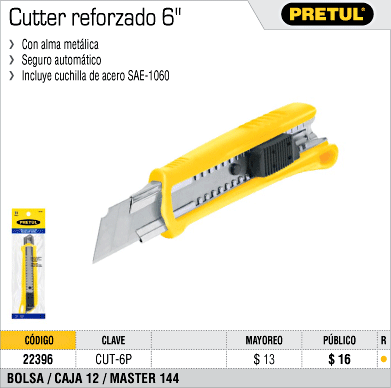 Cutter reforzado 6"
PRETUL®
❯ Con alma metálica
❯ Seguro automático
❯ Incluye cuchilla de acero SAE-1060
PRETUL
CÓDIGO CLAVE MAYOREO PÚBLICO R
22396 CUT-6P $ 13 $ 16 ●
BOLSA / CAJA 12 / MASTER 144